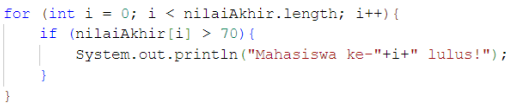 for (int i = 0; i < nilaiAkhir.length; i++){
    if (nilaiAkhir[i] > 70){
        System.out.println("Mahasiswa ke-"+i+" lulus!");
    }
}